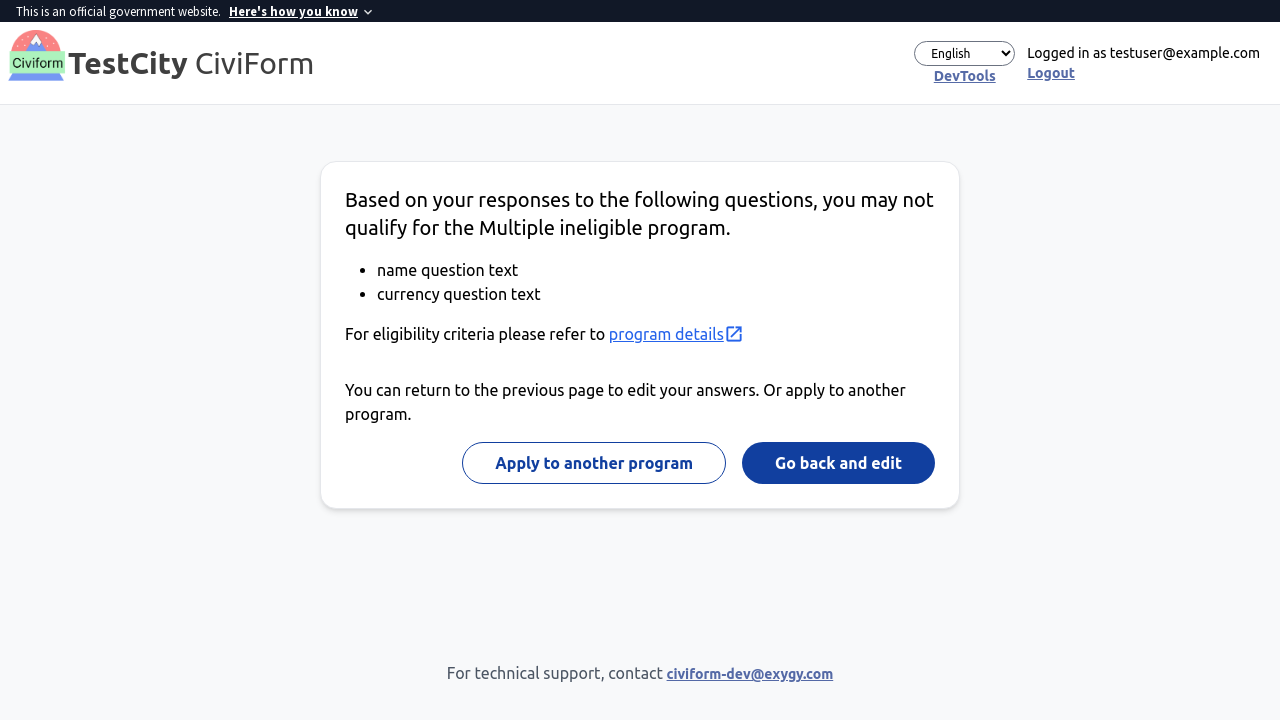 This is an official government website. Here's how you know
Civiform
TestCity CiviForm
English
DevTools
Logged in as testuser@example.com
Logout
Based on your responses to the following questions, you may not
qualify for the Multiple ineligible program.
• name question text
• currency question text
For eligibility criteria please refer to program details
You can return to the previous page to edit your answers. Or apply to another
program.
Apply to another program
Go back and edit
For technical support, contact civiform-dev@exygy.com